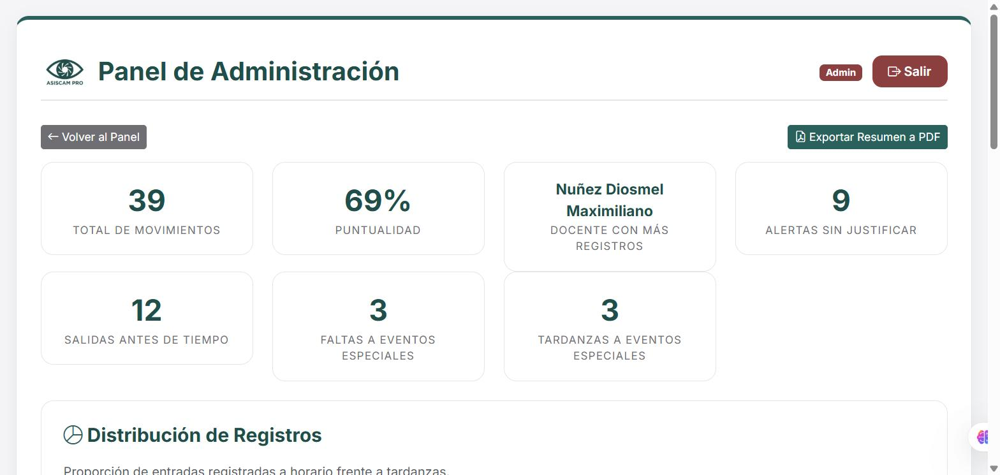 ASISCAM PRO
Panel de Administración
Admin
Salir
Volver al Panel
Exportar Resumen a PDF
39
TOTAL DE MOVIMIENTOS
69%
PUNTUALIDAD
Nuñez Diosmel
Maximiliano
DOCENTE CON MÁS
REGISTROS
9
ALERTAS SIN JUSTIFICAR
12
SALIDAS ANTES DE TIEMPO
3
FALTAS A EVENTOS
ESPECIALES
3
TARDANZAS A EVENTOS
ESPECIALES
Distribución de Registros
Proporción de entradas registradas a horario frente a tardanzas.